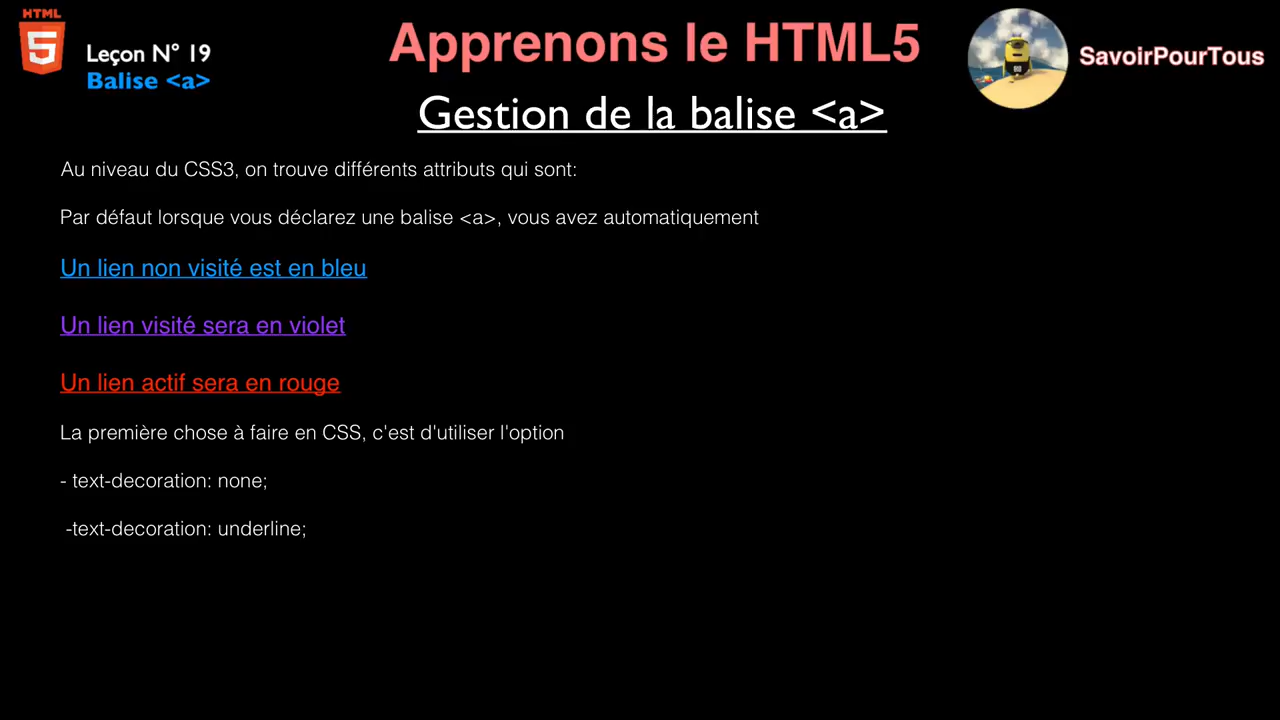 HTML
5
Leçon N° 19
Balise <a>
Apprenons le HTML5
SavoirPourTous
Gestion de la balise <a>
Au niveau du CSS3, on trouve différents attributs qui sont:
Par défaut lorsque vous déclarez une balise <a>, vous avez automatiquement
Un lien non visité est en bleu
Un lien visité sera en violet
Un lien actif sera en rouge
La première chose à faire en CSS, c'est d'utiliser l'option
- text-decoration: none;
-text-decoration: underline;